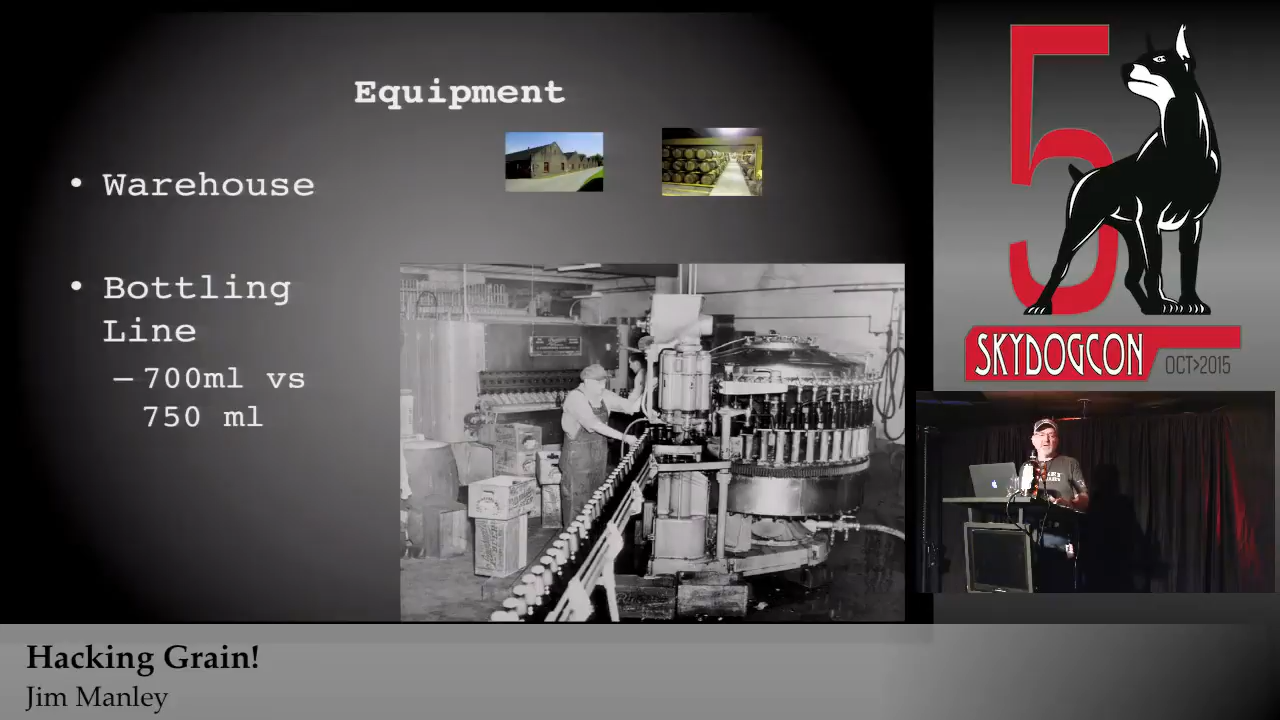 Equipment
• Warehouse
• Bottling
Line
– 700ml vs
750 ml
5
SKYDOGCON
OCT>2015
Hacking Grain!
Jim Manley